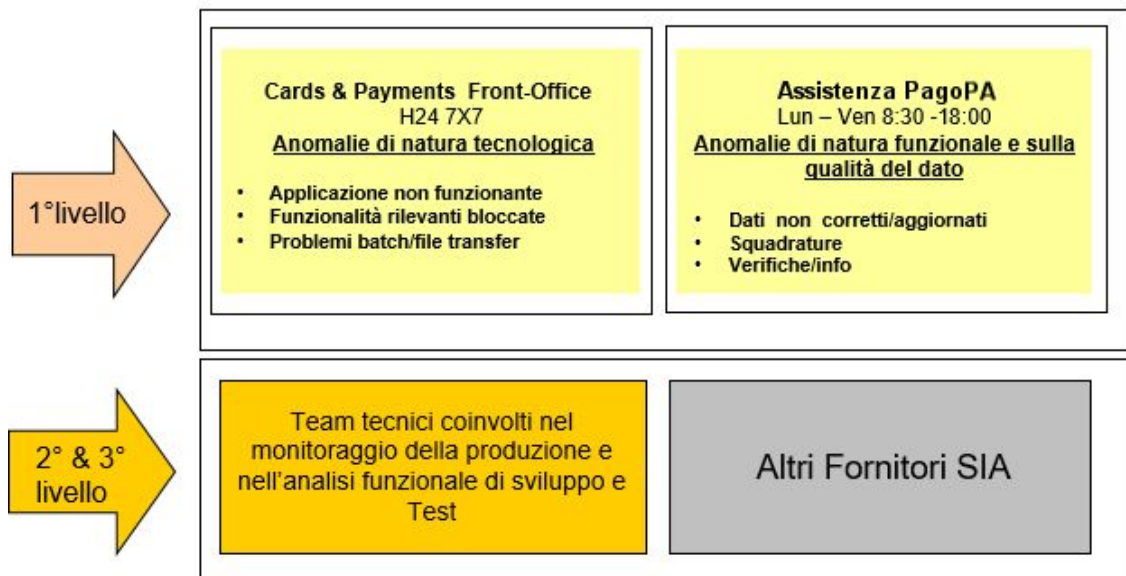 1°livello
Cards & Payments Front-Office
H24 7X7
Anomalie di natura tecnologica
• Applicazione non funzionante
• Funzionalità rilevanti bloccate
• Problemi batch/file transfer
Assistenza PagoPA
Lun – Ven 8:30 -18:00
Anomalie di natura funzionale e sulla
qualità del dato
• Dati non corretti/aggiornati
• Squadrature
• Verifiche/info
2° & 3°
livello
Team tecnici coinvolti nel
monitoraggio della produzione e
nell'analisi funzionale di sviluppo e
Test
Altri Fornitori SIA